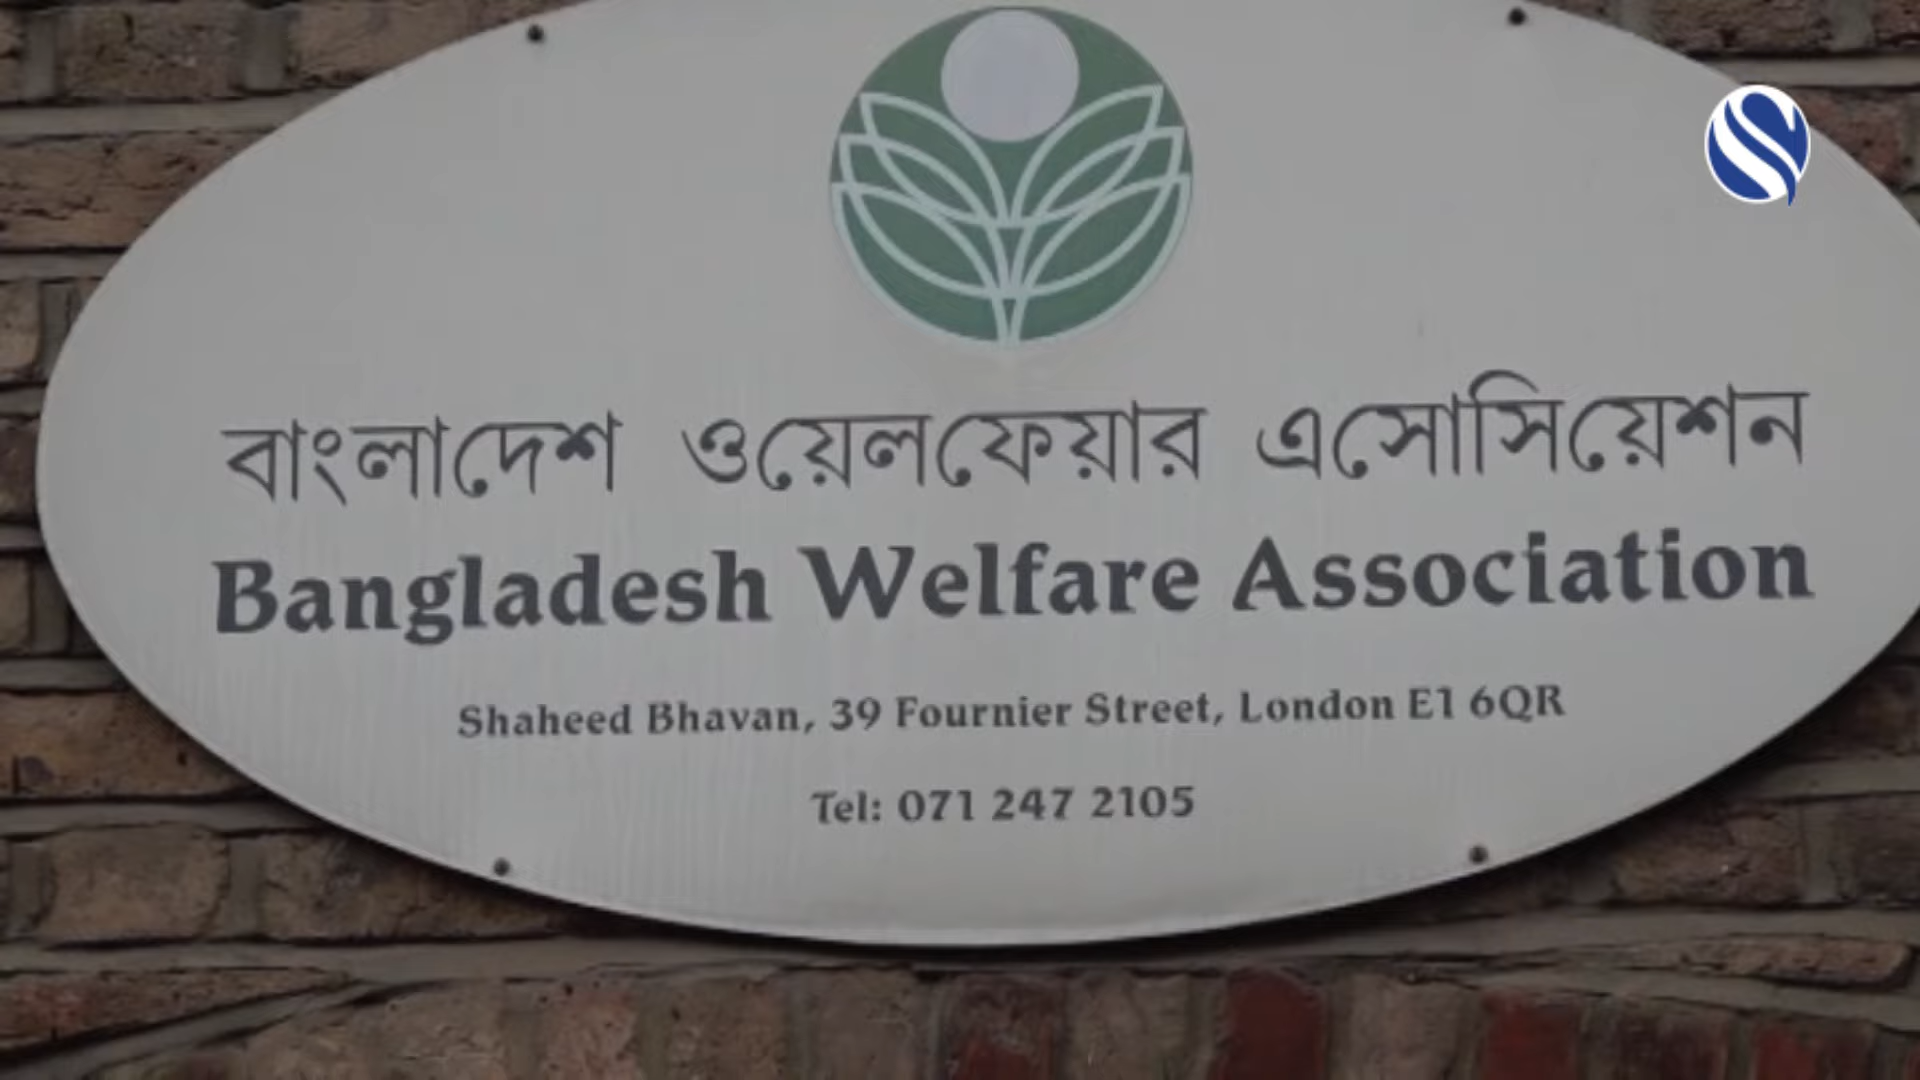 বাংলাদেশ ওয়েলফেয়ার এসোসিয়েশন
Bangladesh Welfare Association
Shaheed Bhavan, 39 Fournier Street, London E1 6QR
Tel: 071 247 2105